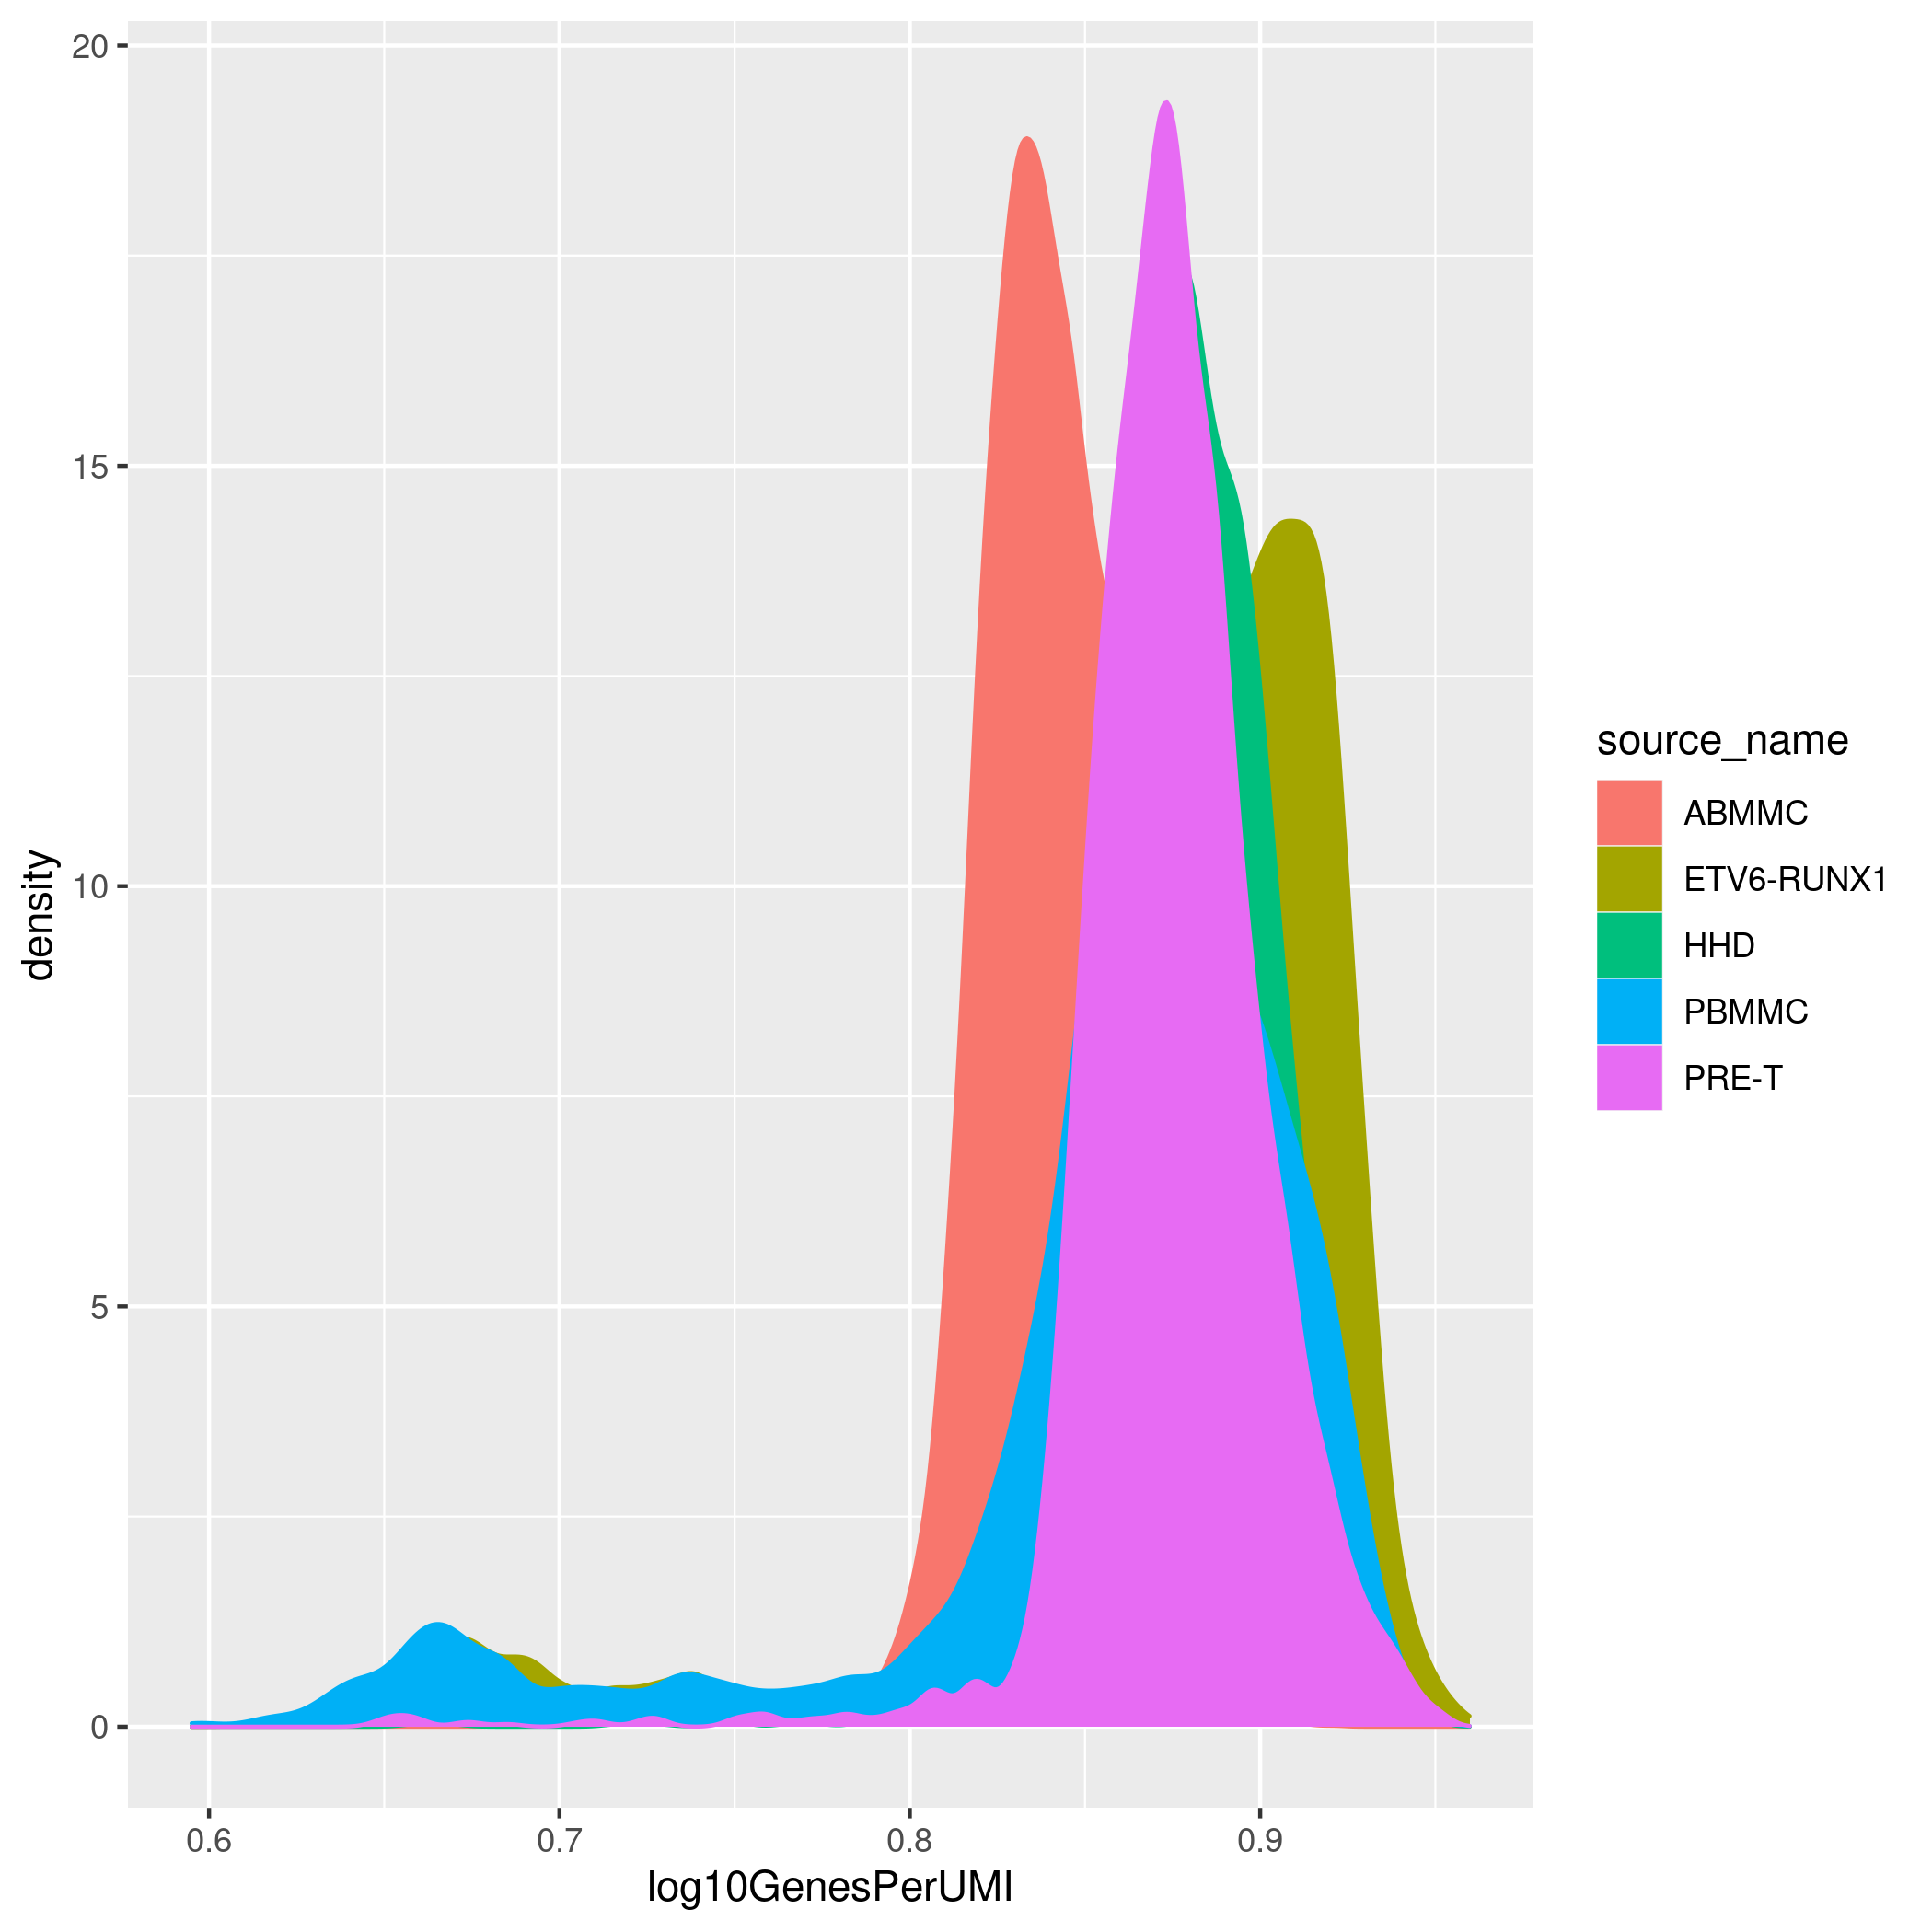 20
15
10
5
0
density
0.6 0.7 0.8 0.9
log10GenesPerUMI
source_name
ABMMC
ETV6-RUNX1
HHD
PBMMC
PRE-T